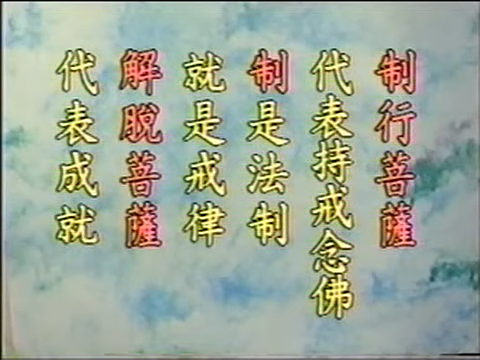 制行菩薩
代表持戒念佛
制是法制
就是戒律
解脫菩薩
代表成就